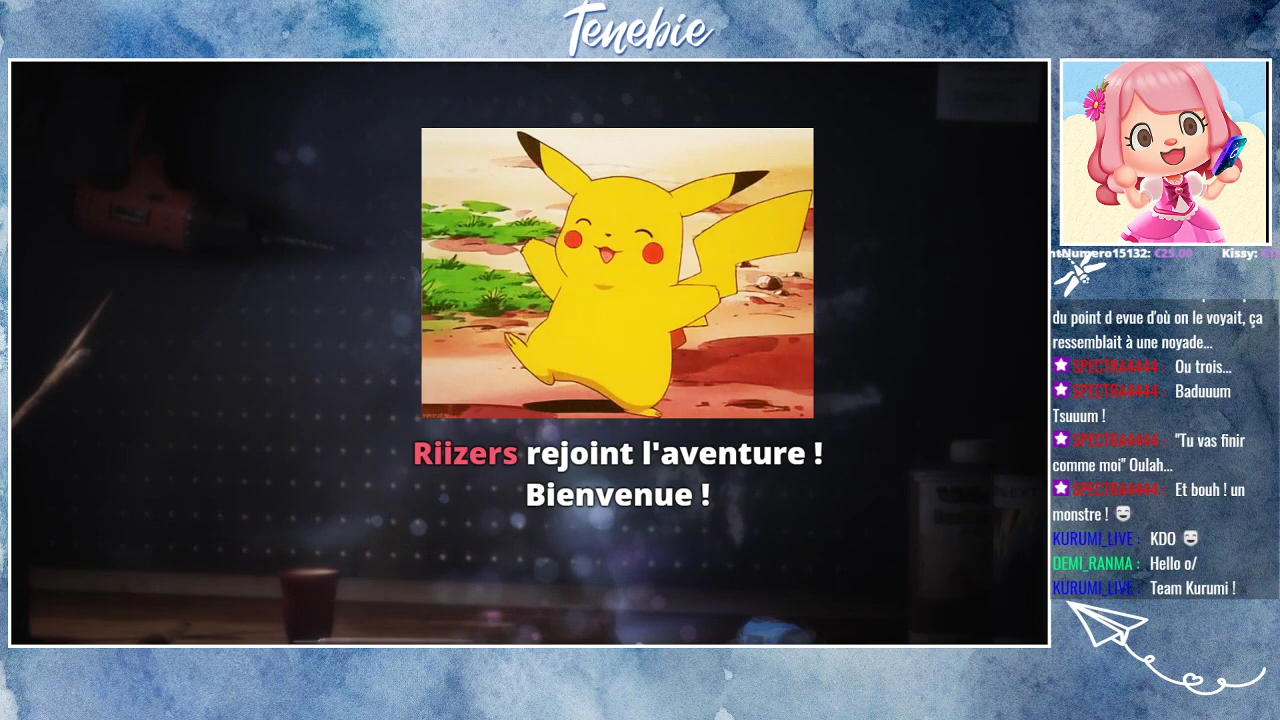 Tenebie
Riizers rejoint l'aventure !
Bienvenue !
ntNumero15132: €25.00 Kissy:
du point d evue d'où on le voyait, ça
ressemblait à une noyade...
SPECTRA4444 : Ou trois...
SPECTRA4444 : Baduuum
Tsuuum !
SPECTRA4444 : "Tu vas finir
comme moi" Oulah...
SPECTRA4444 : Et bouh ! un
monstre !
KURUMI_LIVE : KDO
DEMI_RANMA : Hello o/
KURUMI_LIVE : Team Kurumi !